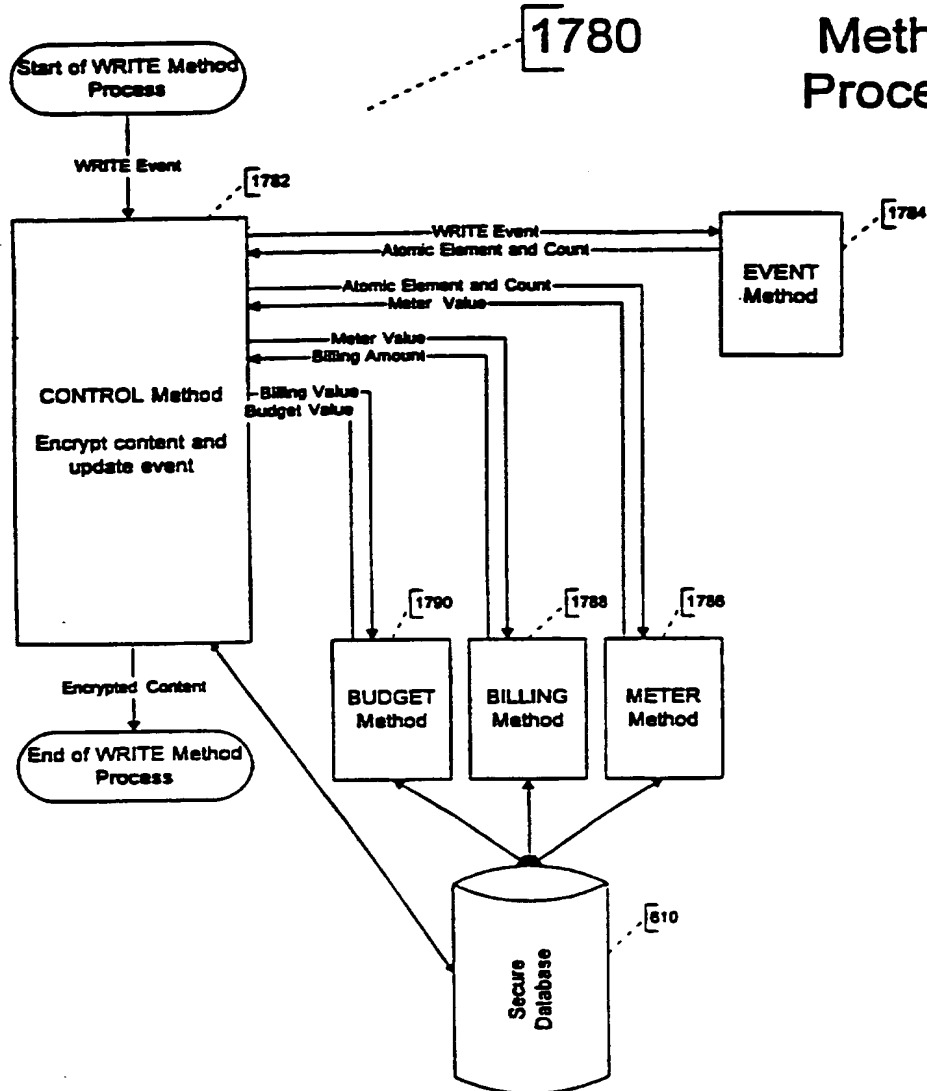 1780
Meth
Proce
Start of WRITE Method
Process
WRITE Event
1782
1784
WRITE Event
Atomic Element and Count
EVENT
Method
Atomic Element and Count
Meter Value
Meter Value
Billing Amount
Billing Value
Budget Value
CONTROL Method
Encrypt content and
update event
1790
1788
1786
BUDGET
Method
BILLING
Method
METER
Method
Encrypted Content
End of WRITE Method
Process
610
Secure
Database